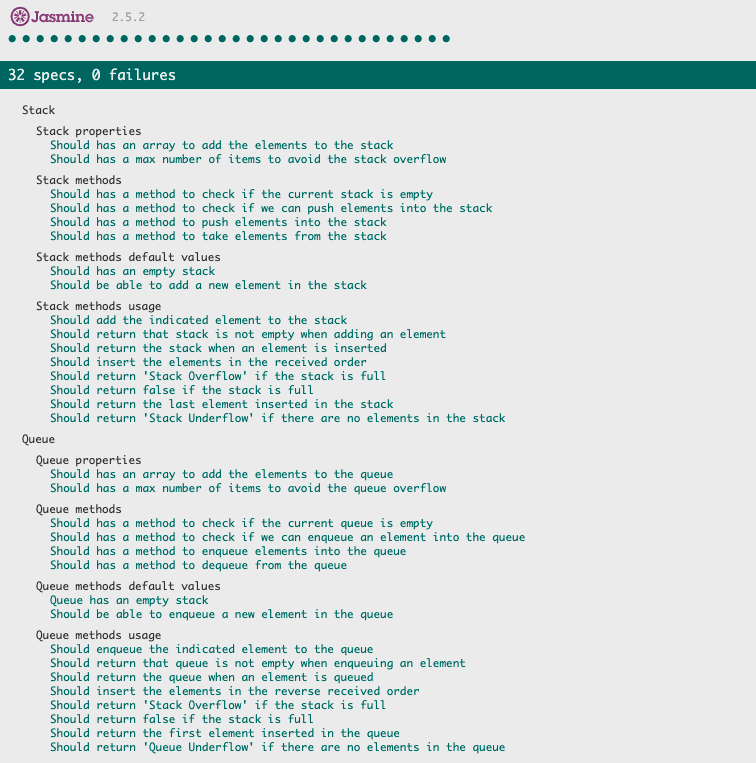 Jasmine 2.5.2
32 specs, 0 failures
Stack
Stack properties
Should has an array to add the elements to the stack
Should has a max number of items to avoid the stack overflow
Stack methods
Should has a method to check if the current stack is empty
Should has a method to check if we can push elements into the stack
Should has a method to push elements into the stack
Should has a method to take elements from the stack
Stack methods default values
Should has an empty stack
Should be able to add a new element in the stack
Stack methods usage
Should add the indicated element to the stack
Should return that stack is not empty when adding an element
Should return the stack when an element is inserted
Should insert the elements in the received order
Should return 'Stack Overflow' if the stack is full
Should return false if the stack is full
Should return the last element inserted in the stack
Should return 'Stack Underflow' if there are no elements in the stack
Queue
Queue properties
Should has an array to add the elements to the queue
Should has a max number of items to avoid the queue overflow
Queue methods
Should has a method to check if the current queue is empty
Should has a method to check if we can enqueue an element into the queue
Should has a method to enqueue elements into the queue
Should has a method to dequeue from the queue
Queue methods default values
Queue has an empty stack
Should be able to enqueue a new element in the queue
Queue methods usage
Should enqueue the indicated element to the queue
Should return that queue is not empty when enqueuing an element
Should return the queue when an element is queued
Should insert the elements in the reverse received order
Should return 'Stack Overflow' if the stack is full
Should return false if the stack is full
Should return the first element inserted in the queue
Should return 'Queue Underflow' if there are no elements in the queue